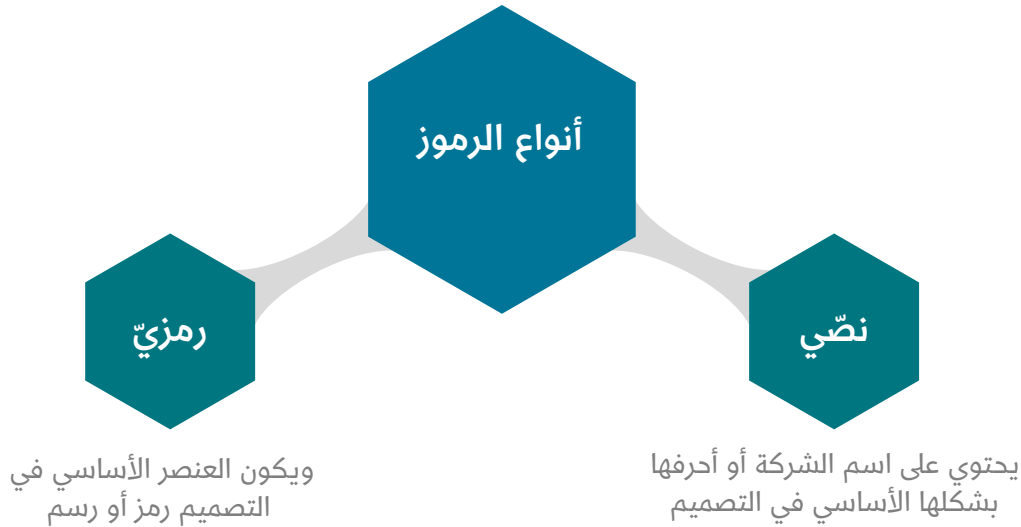 أنواع الرموز
نصّي
يحتوي على اسم الشركة أو أحرفها
بشكلها الأساسي في التصميم
رمزيّ
ويكون العنصر الأساسي في
التصميم رمز أو رسم